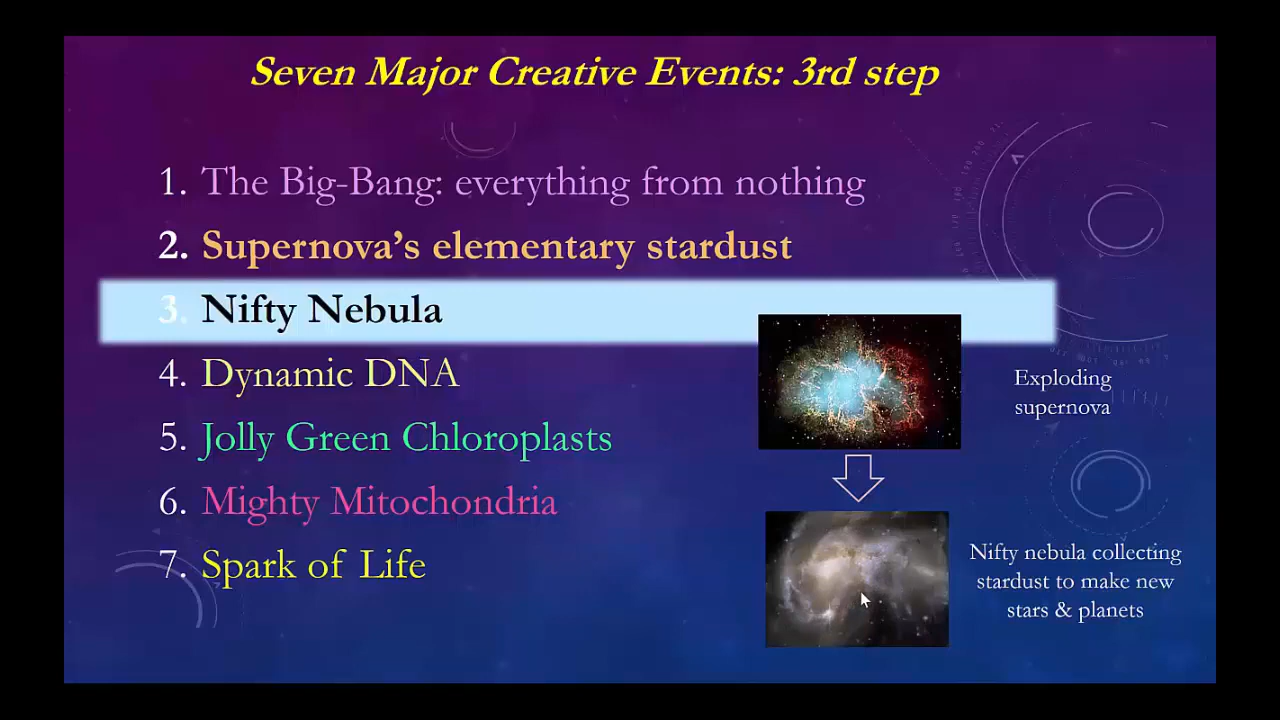 Seven Major Creative Events: 3rd step
1. The Big-Bang: everything from nothing
2. Supernova’s elementary stardust
3. Nifty Nebula
4. Dynamic DNA
5. Jolly Green Chloroplasts
6. Mighty Mitochondria
7. Spark of Life
Exploding
supernova
Nifty nebula collecting
stardust to make new
stars & planets